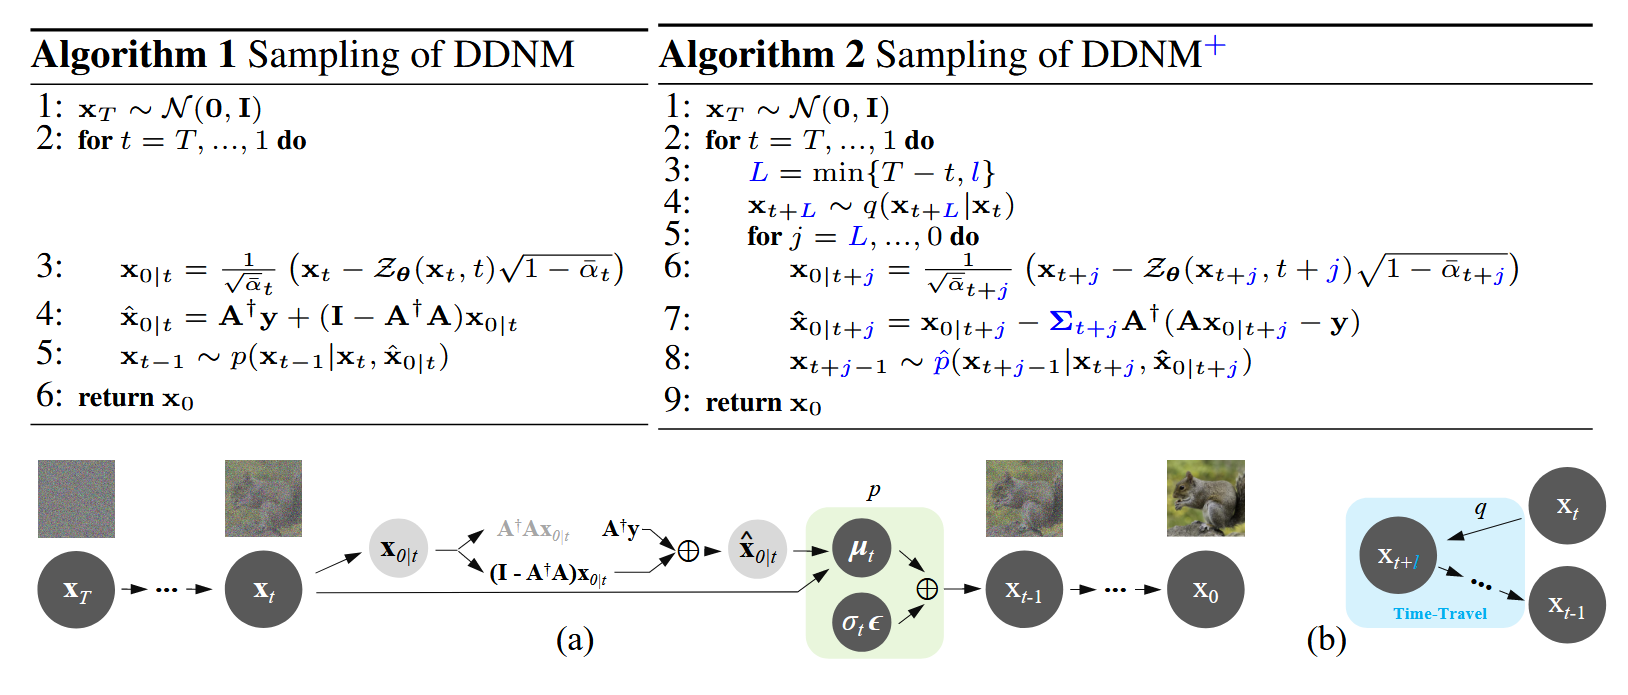 Algorithm 1 Sampling of DDNM
1: x_T ∼ 𝒩(0, I)
2: for t = T, ..., 1 do
3: x_{0|t} = 1/√ᾱ_t (x_t − 𝒵_θ(x_t, t)√(1 − ᾱ_t))
4: x̂_{0|t} = A†y + (I − A†A)x_{0|t}
5: x_{t−1} ∼ p(x_{t−1}|x_t, x̂_{0|t})
6: return x_0
Algorithm 2 Sampling of DDNM⁺
1: x_T ∼ 𝒩(0, I)
2: for t = T, ..., 1 do
3: L = min{T − t, l}
4: x_{t+L} ∼ q(x_{t+L}|x_t)
5: for j = L, ..., 0 do
6: x_{0|t+j} = 1/√ᾱ_{t+j} (x_{t+j} − 𝒵_θ(x_{t+j}, t + j)√(1 − ᾱ_{t+j}))
7: x̂_{0|t+j} = x_{0|t+j} − Σ_{t+j}A†(Ax_{0|t+j} − y)
8: x_{t+j−1} ∼ p̂(x_{t+j−1}|x_{t+j}, x̂_{0|t+j})
9: return x_0
x_T
...
x_t
x_{0|t}
A†Ax_{0|t}
(I - A†A)x_{0|t}
A†y
⊕
x̂_{0|t}
p
μ_t
σ_t ϵ
⊕
x_{t-1}
...
x_0
(a)
x_t
q
x_{t+l}
...
x_{t-1}
Time-Travel
(b)